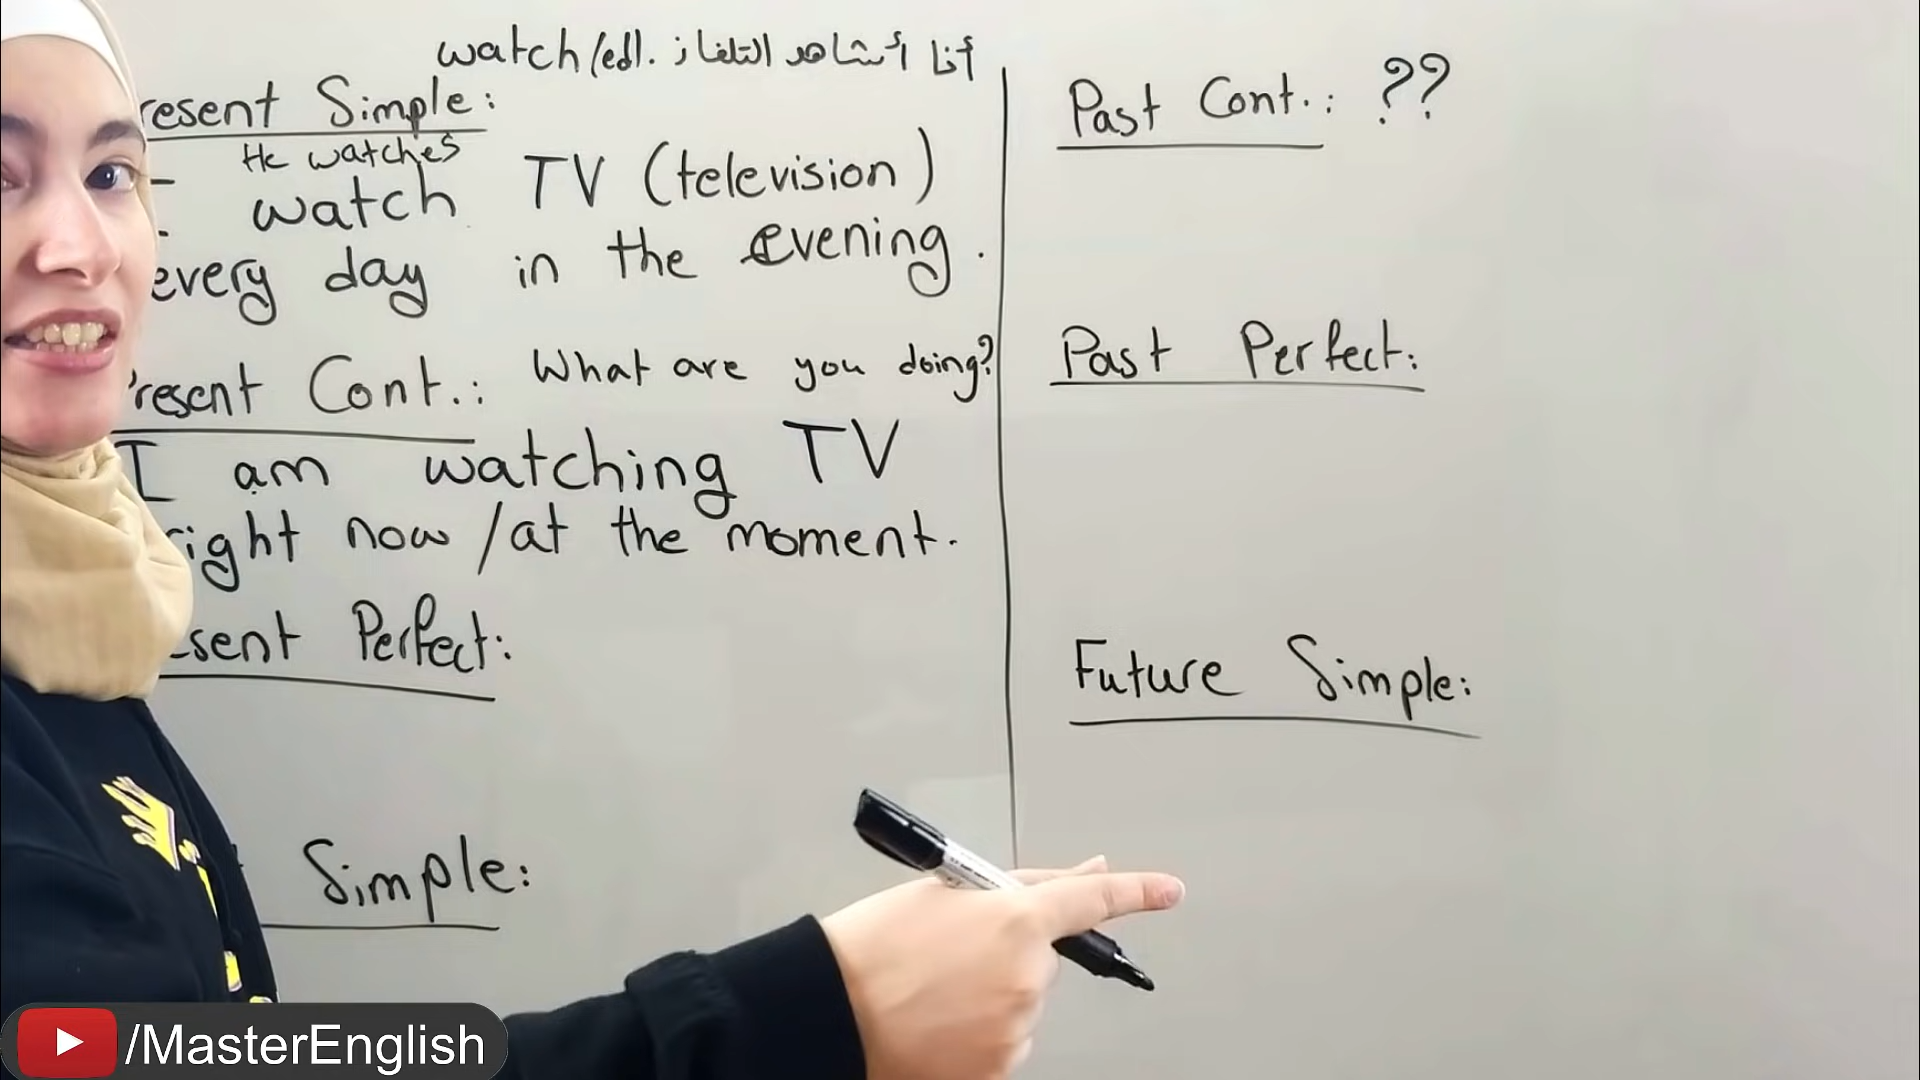 watch/ed/. أنا أشاهد التلفاز
resent Simple:
He watches
watch TV (television)
every day in the evening.
resent Cont.: What are you doing?
I am watching TV
right now /at the moment.
esent Perfect:
Simple:
Past Cont.: ??
Past Perfect:
Future Simple:
/MasterEnglish